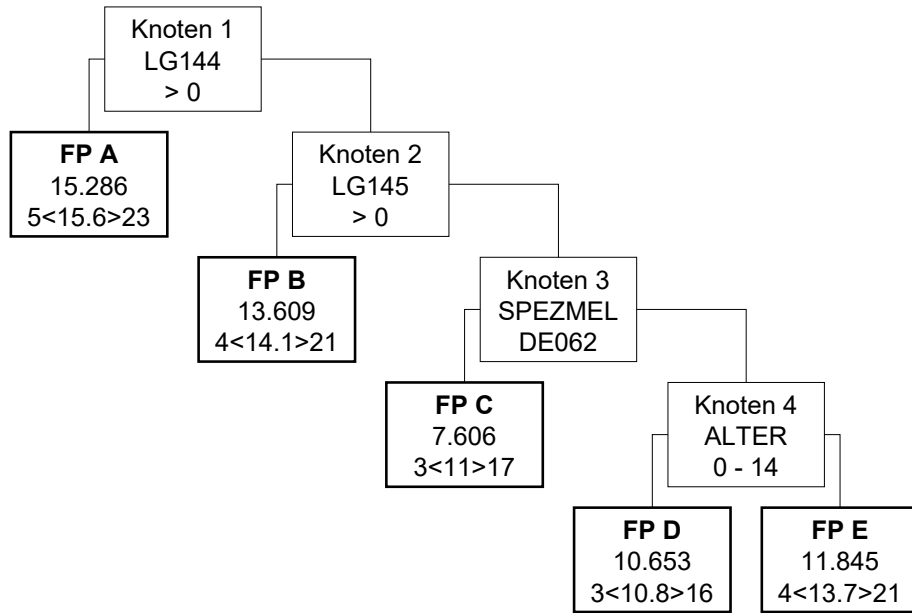 Knoten 1
LG144
> 0
FP A
15.286
5<15.6>23
Knoten 2
LG145
> 0
FP B
13.609
4<14.1>21
Knoten 3
SPEZMEL
DE062
FP C
7.606
3<11>17
Knoten 4
ALTER
0 - 14
FP D
10.653
3<10.8>16
FP E
11.845
4<13.7>21